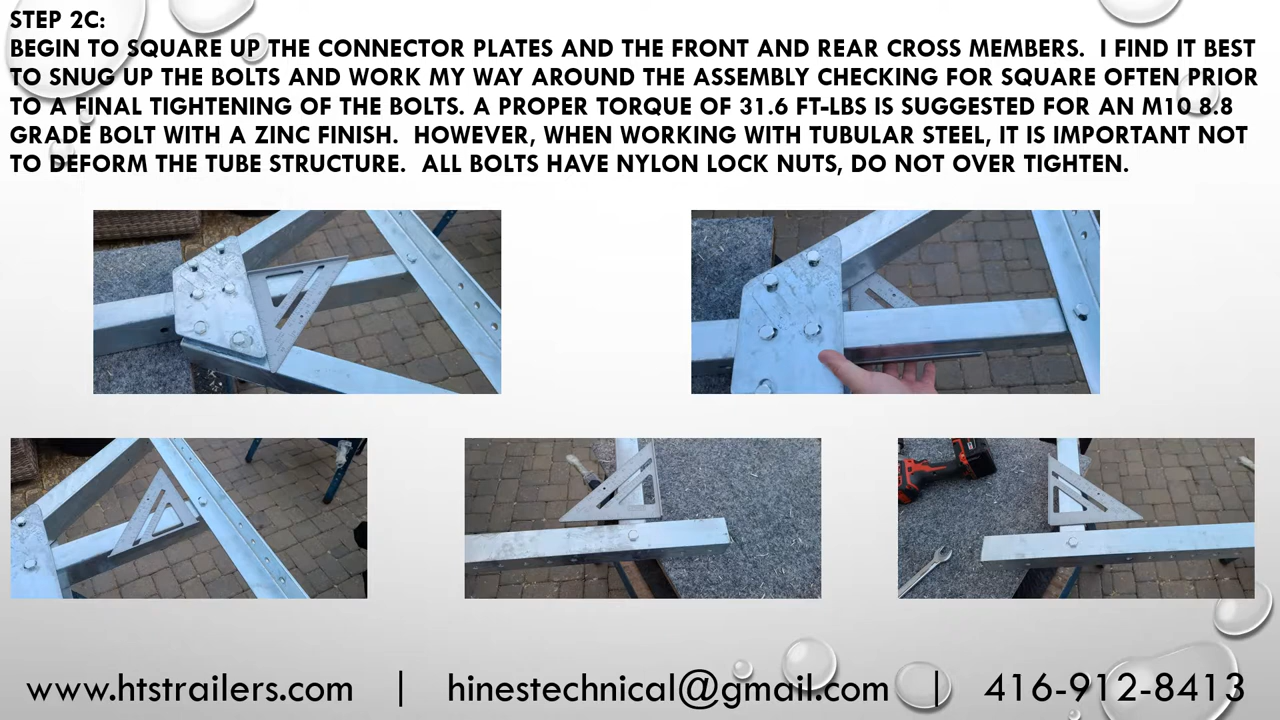 STEP 2C:
BEGIN TO SQUARE UP THE CONNECTOR PLATES AND THE FRONT AND REAR CROSS MEMBERS.  I FIND IT BEST
TO SNUG UP THE BOLTS AND WORK MY WAY AROUND THE ASSEMBLY CHECKING FOR SQUARE OFTEN PRIOR
TO A FINAL TIGHTENING OF THE BOLTS. A PROPER TORQUE OF 31.6 FT-LBS IS SUGGESTED FOR AN M10 8.8
GRADE BOLT WITH A ZINC FINISH.  HOWEVER, WHEN WORKING WITH TUBULAR STEEL, IT IS IMPORTANT NOT
TO DEFORM THE TUBE STRUCTURE.  ALL BOLTS HAVE NYLON LOCK NUTS, DO NOT OVER TIGHTEN.
www.htstrailers.com | hinestechnical@gmail.com | 416-912-8413